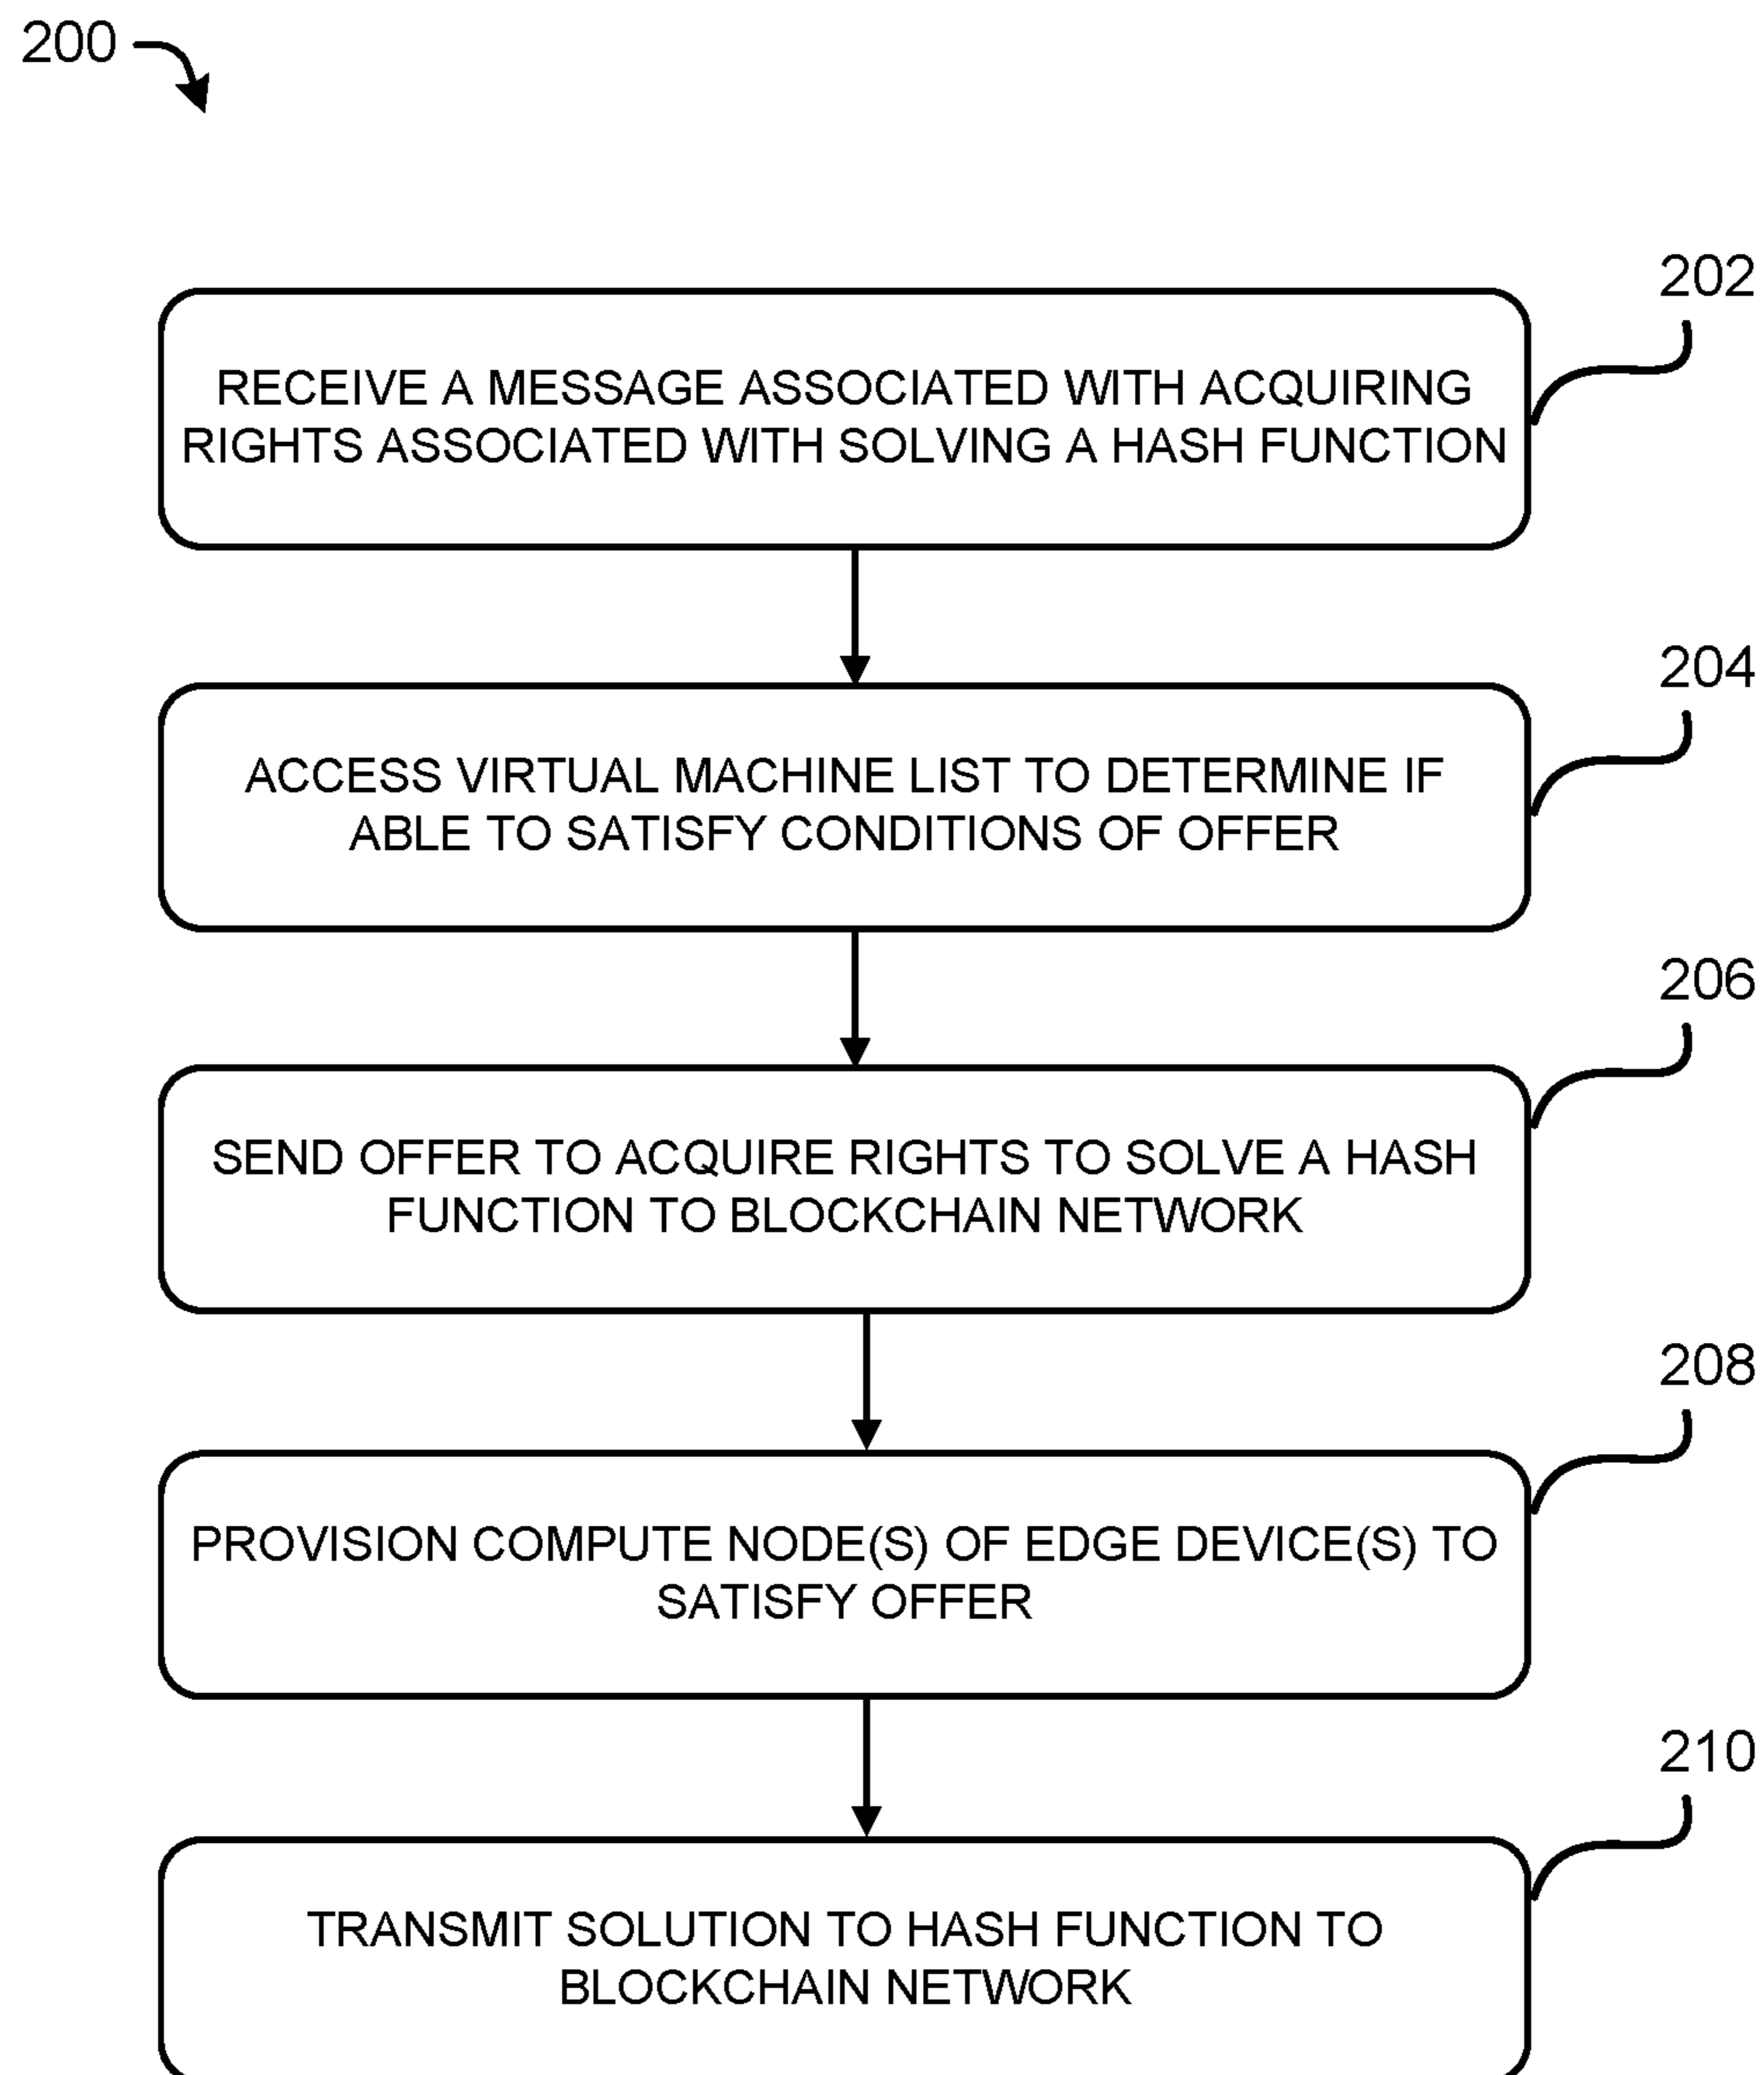 200
202
RECEIVE A MESSAGE ASSOCIATED WITH ACQUIRING
RIGHTS ASSOCIATED WITH SOLVING A HASH FUNCTION
204
ACCESS VIRTUAL MACHINE LIST TO DETERMINE IF
ABLE TO SATISFY CONDITIONS OF OFFER
206
SEND OFFER TO ACQUIRE RIGHTS TO SOLVE A HASH
FUNCTION TO BLOCKCHAIN NETWORK
208
PROVISION COMPUTE NODE(S) OF EDGE DEVICE(S) TO
SATISFY OFFER
210
TRANSMIT SOLUTION TO HASH FUNCTION TO
BLOCKCHAIN NETWORK